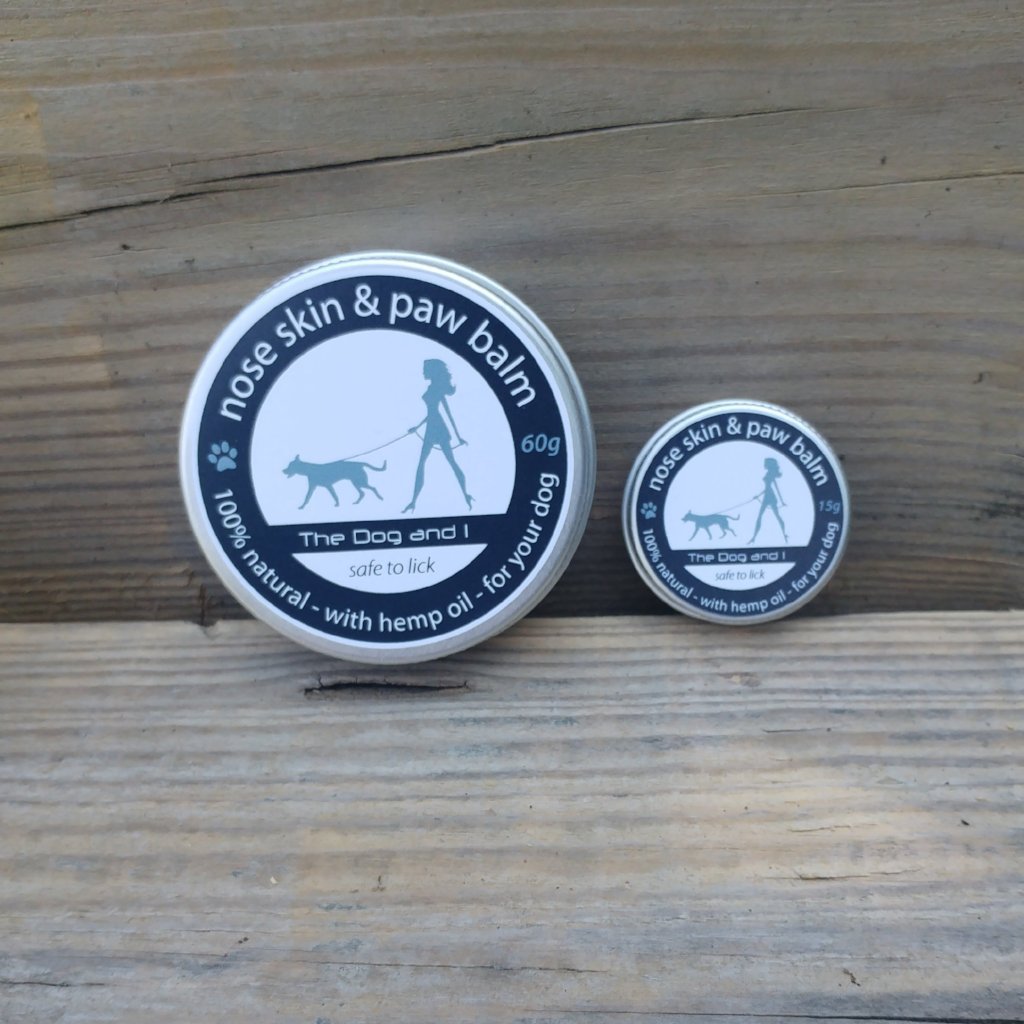 nose skin & paw balm
60g
The Dog and I
safe to lick
100% natural - with hemp oil - for your dog
nose skin & paw balm
15g
The Dog and I
safe to lick
100% natural - with hemp oil - for your dog